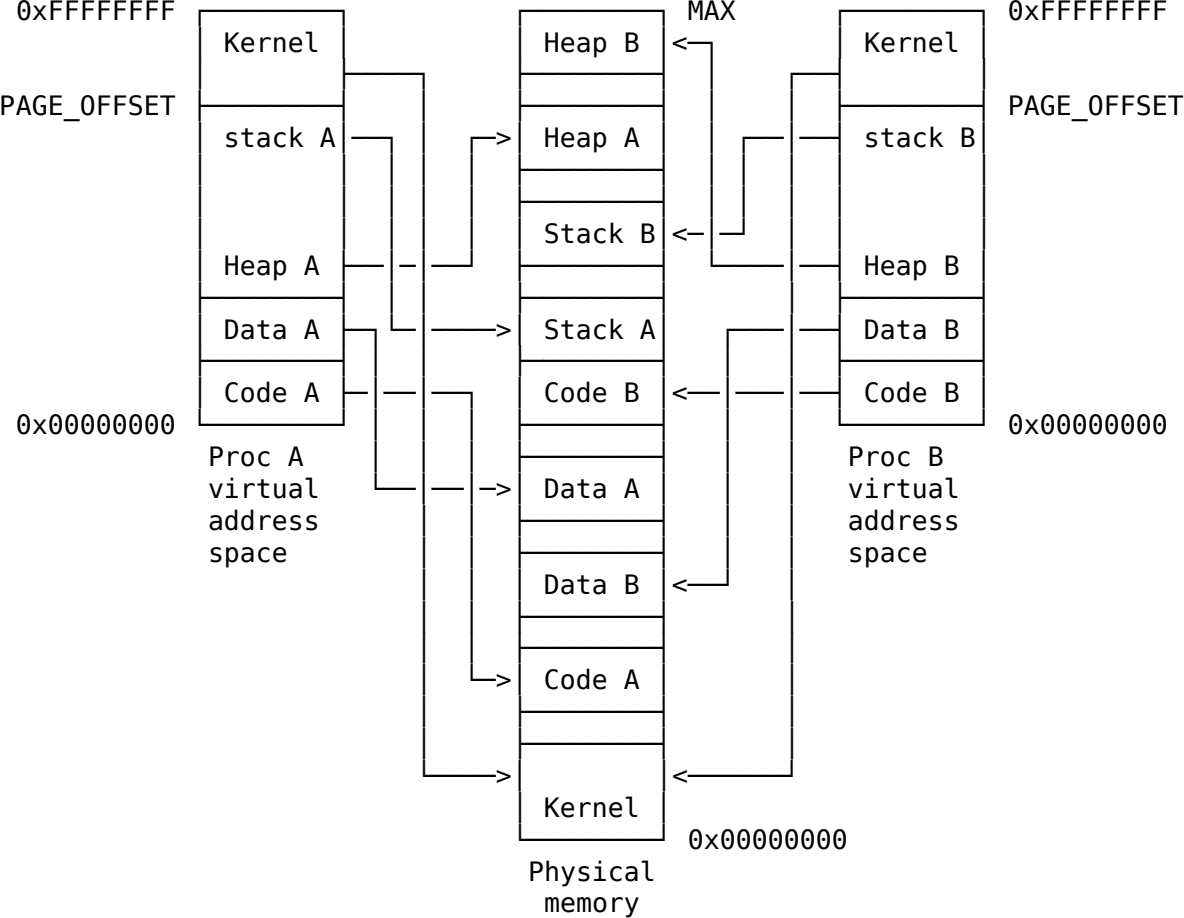 0xFFFFFFFF MAX 0xFFFFFFFF
Kernel Heap B Kernel
PAGE_OFFSET PAGE_OFFSET
stack A Heap A stack B
Stack B
Heap A Heap B
Data A Stack A Data B
Code A Code B Code B
0x00000000 0x00000000
Proc A Proc B
virtual Data A virtual
address address
space space
Data B
Code A
Kernel
0x00000000
Physical
memory